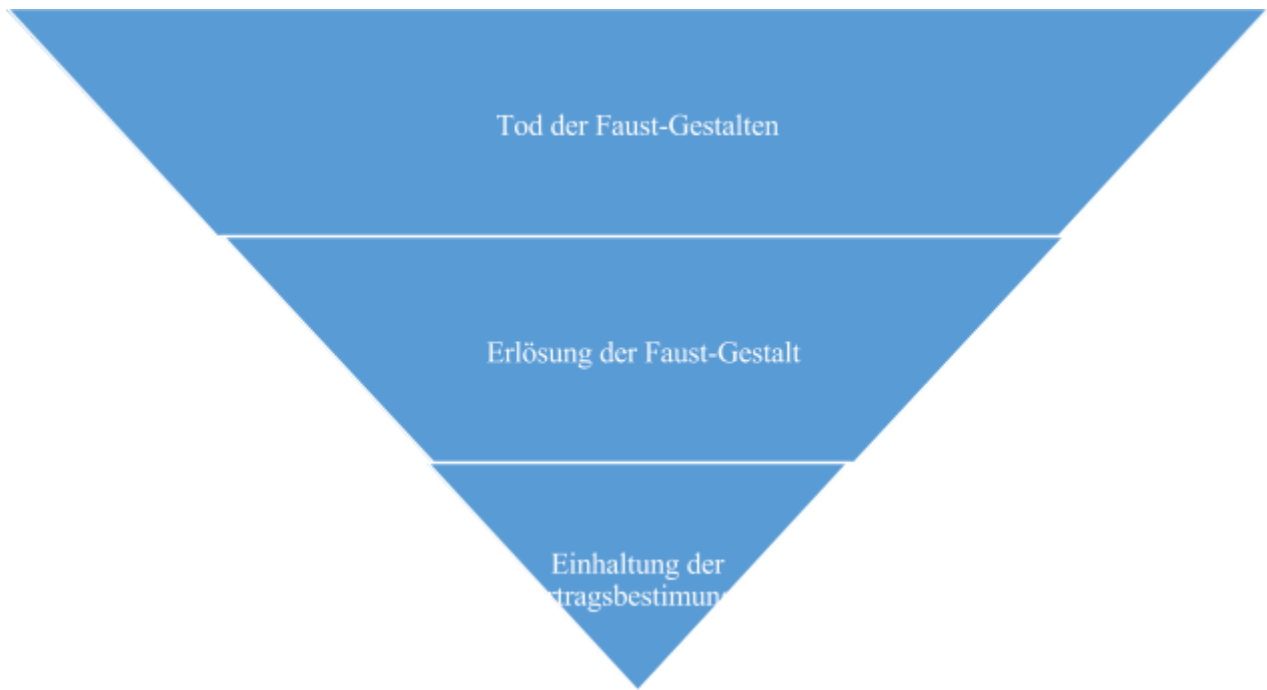 Tod der Faust-Gestalten
Erlösung der Faust-Gestalt
Einhaltung der